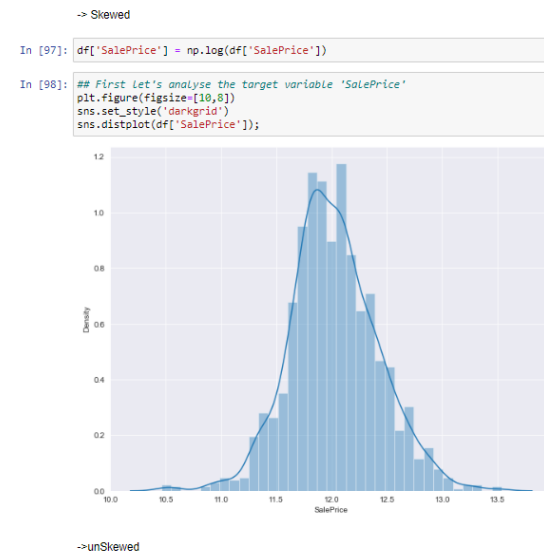 -> Skewed
In [97]: df['SalePrice'] = np.log(df['SalePrice'])
In [98]: ## First Let's analyse the target variable 'SalePrice'
plt.figure(figsize=[10,8])
sns.set_style('darkgrid')
sns.distplot(df['SalePrice']);
1.2
1.0
0.8
0.6
0.4
0.2
0.0
Density
10.0 10.5 11.0 11.5 12.0 12.5 13.0 13.5
SalePrice
->unSkewed